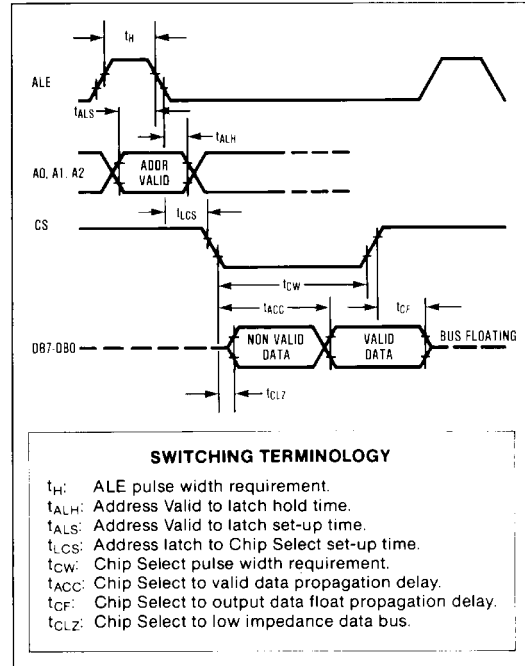 tH
ALE
tALS
tALH
A0, A1, A2
ADDR
VALID
tLCS
CS
tCW
tACC
tCF
DB7-DB0
NON VALID
DATA
VALID
DATA
BUS FLOATING
tCLZ
SWITCHING TERMINOLOGY
tH: ALE pulse width requirement.
tALH: Address Valid to latch hold time.
tALS: Address Valid to latch set-up time.
tLCS: Address latch to Chip Select set-up time.
tCW: Chip Select pulse width requirement.
tACC: Chip Select to valid data propagation delay.
tCF: Chip Select to output data float propagation delay.
tCLZ: Chip Select to low impedance data bus.